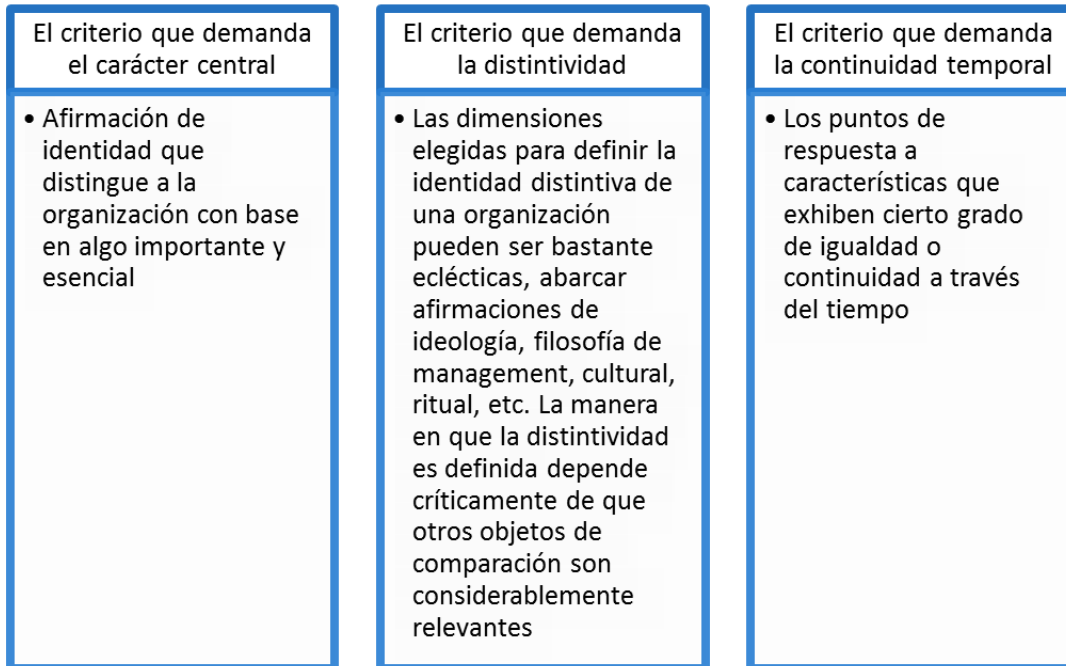 El criterio que demanda
el carácter central
• Afirmación de
identidad que
distingue a la
organización con base
en algo importante y
esencial
El criterio que demanda
la distintividad
• Las dimensiones
elegidas para definir la
identidad distintiva de
una organización
pueden ser bastante
eclécticas, abarcar
afirmaciones de
ideología, filosofía de
management, cultural,
ritual, etc. La manera
en que la distintividad
es definida depende
críticamente de que
otros objetos de
comparación son
considerablemente
relevantes
El criterio que demanda
la continuidad temporal
• Los puntos de
respuesta a
características que
exhiben cierto grado
de igualdad o
continuidad a través
del tiempo